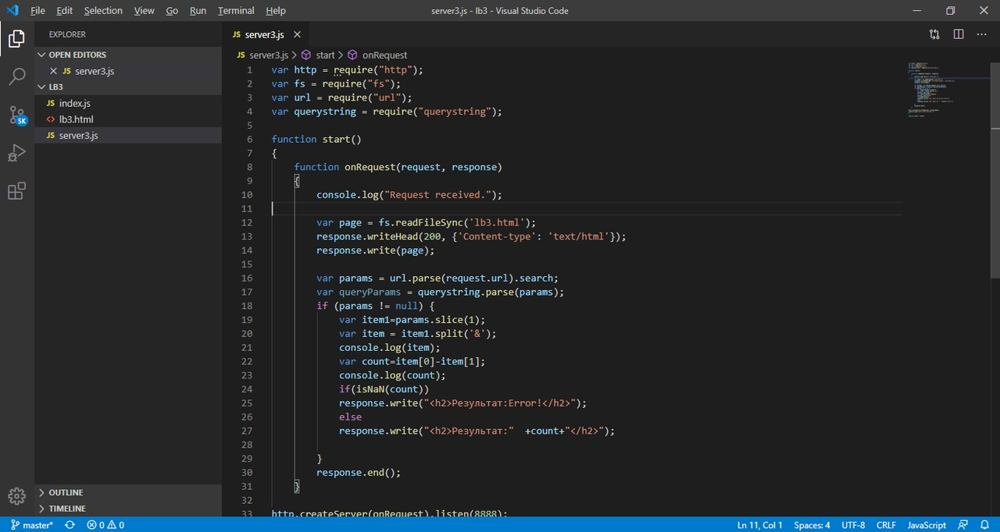 File Edit Selection View Go Run Terminal Help server3.js - lb3 - Visual Studio Code
EXPLORER
OPEN EDITORS
JS server3.js
LB3
JS index.js
<> lb3.html
JS server3.js
OUTLINE
TIMELINE
5K
JS server3.js
JS server3.js > start > onRequest
1 var http = require("http");
2 var fs = require("fs");
3 var url = require("url");
4 var querystring = require("querystring");
5
6 function start()
7 {
8 function onRequest(request, response)
9 {
10 console.log("Request received.");
11
12 var page = fs.readFileSync('lb3.html');
13 response.writeHead(200, {'Content-type': 'text/html'});
14 response.write(page);
15
16 var params = url.parse(request.url).search;
17 var queryParams = querystring.parse(params);
18 if (params != null) {
19 var item1=params.slice(1);
20 var item = item1.split('&');
21 console.log(item);
22 var count=item[0]-item[1];
23 console.log(count);
24 if(isNaN(count))
25 response.write("<h2>Результат:Error!</h2>");
26 else
27 response.write("<h2>Результат:" +count+"</h2>");
28
29 }
30 response.end();
31 }
32
33 http.createServer(onRequest).listen(8888);
master* 0 0 Ln 11, Col 1 Spaces: 4 UTF-8 CRLF JavaScript